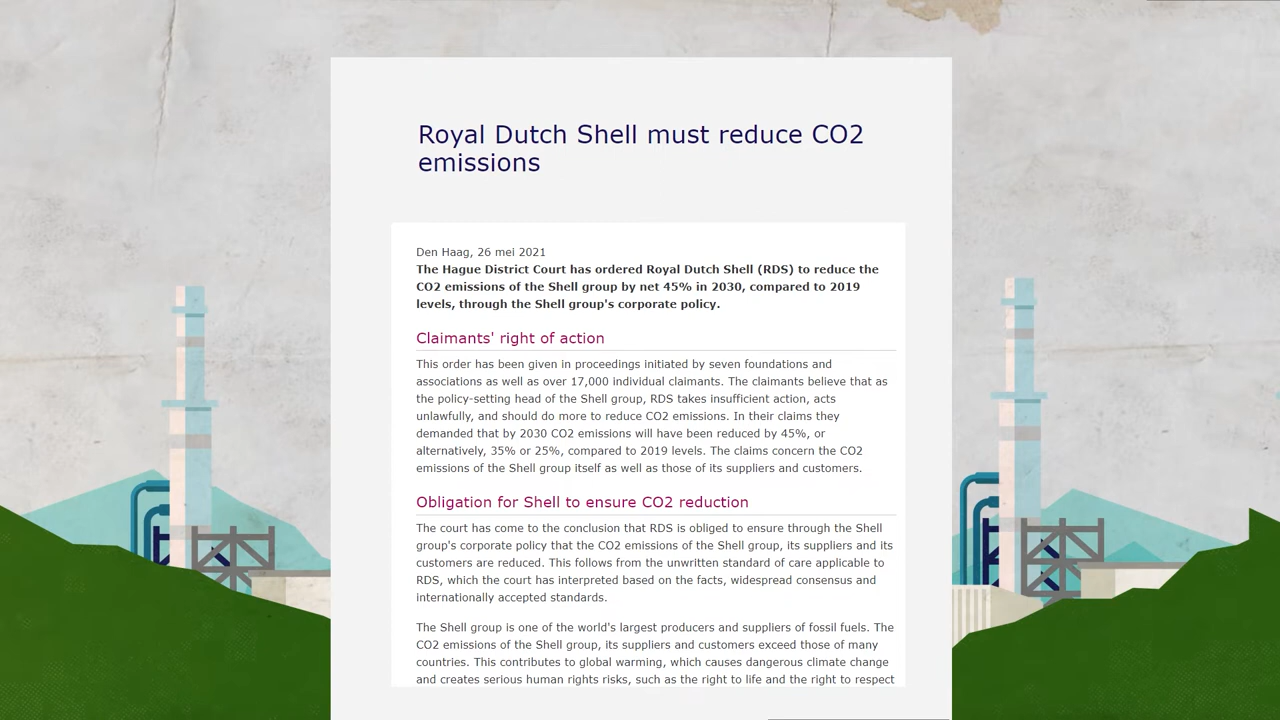 Royal Dutch Shell must reduce CO2
emissions
Den Haag, 26 mei 2021
The Hague District Court has ordered Royal Dutch Shell (RDS) to reduce the
CO2 emissions of the Shell group by net 45% in 2030, compared to 2019
levels, through the Shell group's corporate policy.
Claimants' right of action
This order has been given in proceedings initiated by seven foundations and
associations as well as over 17,000 individual claimants. The claimants believe that as
the policy-setting head of the Shell group, RDS takes insufficient action, acts
unlawfully, and should do more to reduce CO2 emissions. In their claims they
demanded that by 2030 CO2 emissions will have been reduced by 45%, or
alternatively, 35% or 25%, compared to 2019 levels. The claims concern the CO2
emissions of the Shell group itself as well as those of its suppliers and customers.
Obligation for Shell to ensure CO2 reduction
The court has come to the conclusion that RDS is obliged to ensure through the Shell
group's corporate policy that the CO2 emissions of the Shell group, its suppliers and its
customers are reduced. This follows from the unwritten standard of care applicable to
RDS, which the court has interpreted based on the facts, widespread consensus and
internationally accepted standards.
The Shell group is one of the world's largest producers and suppliers of fossil fuels. The
CO2 emissions of the Shell group, its suppliers and customers exceed those of many
countries. This contributes to global warming, which causes dangerous climate change
and creates serious human rights risks, such as the right to life and the right to respect